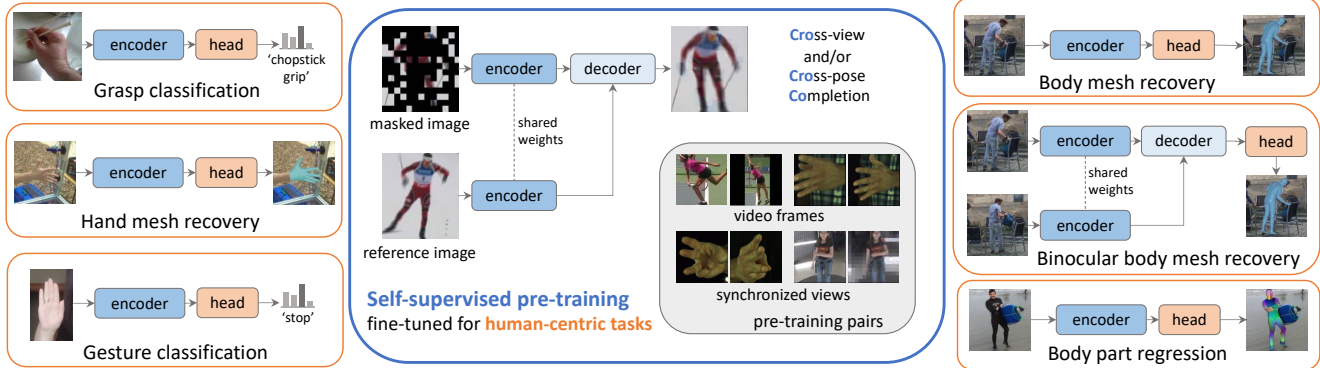 encoder
head
'chopstick
grip'
Grasp classification
encoder
head
Hand mesh recovery
encoder
head
'stop'
Gesture classification
masked image
encoder
decoder
shared
weights
reference image
encoder
Cross-view
and/or
Cross-pose
Completion
video frames
synchronized views
pre-training pairs
Self-supervised pre-training
fine-tuned for human-centric tasks
encoder
head
Body mesh recovery
encoder
decoder
head
shared
weights
encoder
Binocular body mesh recovery
encoder
head
Body part regression